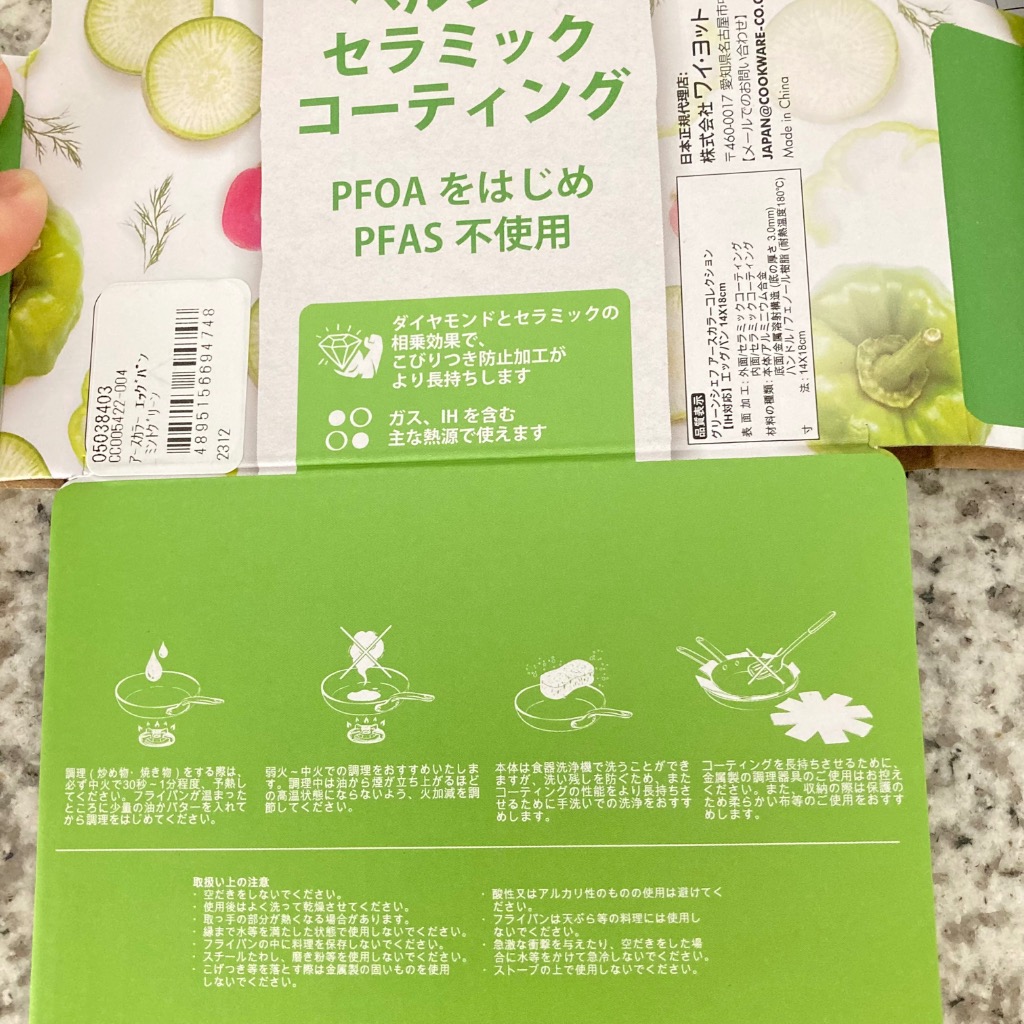 セラミック
コーティング
PFOA をはじめ
PFAS 不使用
ダイヤモンドとセラミックの
相乗効果で、
こびりつき防止加工が
より長持ちします
ガス、IH を含む
主な熱源で使えます
05038403
CC005422-004
アースカラー エッグパン
ミントグリーン
4895156694748
2312
日本正規代理店:
株式会社 ワイ・ヨット
〒460-0017 愛知県名古屋市中
【メールでのお問い合わせ】
JAPAN@COOKWARE-CO.C
Made in China
品質表示
グリーンシェフ アースカラーコレクション
【IH対応】エッグパン 14X18cm
表面加工: 外面/セラミックコーティング
内面/セラミックコーティング
材料の種類: 本体/アルミニウム合金
底面/金属溶射構造 (底の厚さ 3.0mm)
ハンドル / フェノール樹脂 (耐熱温度180℃)
寸 法: 14X18cm
調理 ( 炒め物・焼き物 ) をする際は、
必ず中火で30秒~1分程度、予熱し
てください。フライパンが温まっ
たところに少量の油かバターを入れて
から調理をはじめてください。
弱火~中火での調理をおすすめいたしま
す。調理中は油から煙が立ち上がるほど
の高温状態にならないよう、火加減を調
節してください。
本体は食器洗浄機で洗うことができ
ますが、洗い残しを防ぐため、また
コーティングの性能をより長持ちさ
せるために手洗いでの洗浄をおすす
めします。
コーティングを長持ちさせるために、
金属製の調理器具のご使用はお控え
ください。また、収納の際は保護の
ため柔らかい布等のご使用をおすす
めします。
取扱い上の注意
・ 空だきをしないでください。
・ 使用後はよく洗って乾燥させてください。
・ 取っ手の部分が熱くなる場合があります。
・ 縁まで水等を満たした状態で使用しないでください。
・ フライパンの中に料理を保存しないでください。
・ スチールたわし、磨き粉等を使用しないでください。
・ こげつき等を落とす際は金属製の固いものを使用
しないでください。
・ 酸性又はアルカリ性のものの使用は避けてく
ださい。
・ フライパンは天ぷら等の料理には使用し
ないでください。
・ 急激な衝撃を与えたり、空だきをした場
合に水等をかけて急冷しないでください。
・ ストーブの上で使用しないでください。